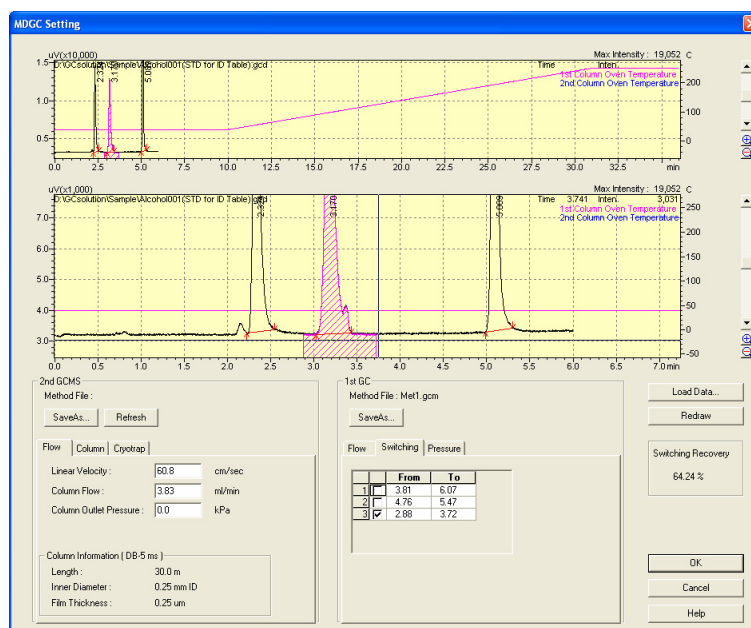 MDGC Setting
uV(x10,000) Max Intensity : 19,052 C
D:\GCsolution\Sample\Alcohol001(STD for ID Table).gcd Time Inten.
1st Column Oven Temperature
2nd Column Oven Temperature
1.5
1.0
0.5
200
100
0
0.0 2.5 5.0 7.5 10.0 12.5 15.0 17.5 20.0 22.5 25.0 27.5 30.0 32.5 min
uV(x1,000) Max Intensity : 19,052 C
D:\GCsolution\Sample\Alcohol001(STD for ID Table).gcd Time 3.741 Inten. 3,031
1st Column Oven Temperature
2nd Column Oven Temperature
3.170
7.0
6.0
5.0
4.0
3.0
250
200
150
100
50
0
-50
0.0 0.5 1.0 1.5 2.0 2.5 3.0 3.5 4.0 4.5 5.0 5.5 6.0 6.5 7.0 min
2nd GCMS
Method File :
SaveAs... Refresh
Flow Column Cryotrap
Linear Velocity : 60.8 cm/sec
Column Flow : 3.83 ml/min
Column Outlet Pressure : 0.0 kPa
Column Information ( DB-5 ms )
Length : 30.0 m
Inner Diameter : 0.25 mm ID
Film Thickness : 0.25 um
1st GC
Method File : Met1.gcm
SaveAs...
Flow Switching Pressure
From To
1 3.81 6.07
2 4.76 5.47
3 2.88 3.72
Load Data...
Redraw
Switching Recovery
64.24 %
OK
Cancel
Help